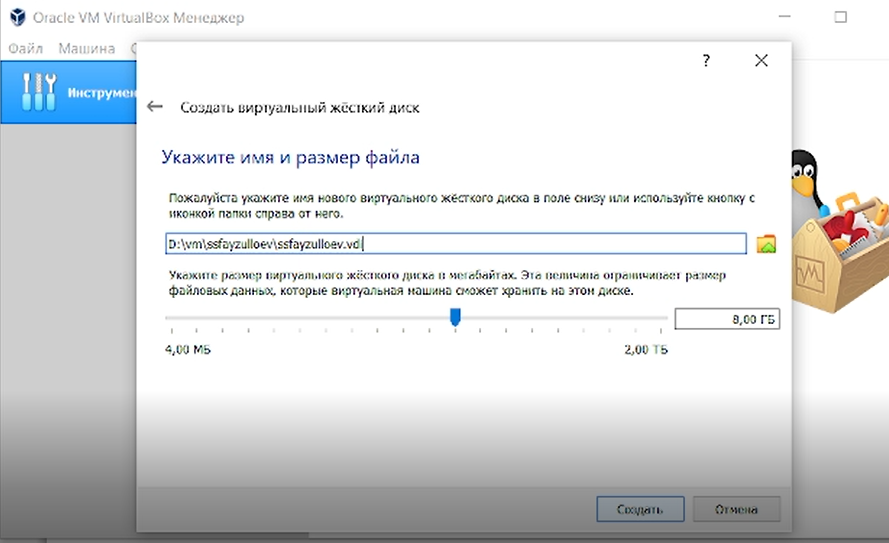 Oracle VM VirtualBox Менеджер
Файл Машина
?
Инструмен
Создать виртуальный жёсткий диск
Укажите имя и размер файла
Пожалуйста укажите имя нового виртуального жёсткого диска в поле снизу или используйте кнопку с
иконкой папки справа от него.
D:\vm\ssfayzulloev\ssfayzulloev.vdi
Укажите размер виртуального жёсткого диска в мегабайтах. Эта величина ограничивает размер
файловых данных, которые виртуальная машина сможет хранить на этом диске.
8,00 ГБ
4,00 МБ 2,00 ТБ
Создать Отмена